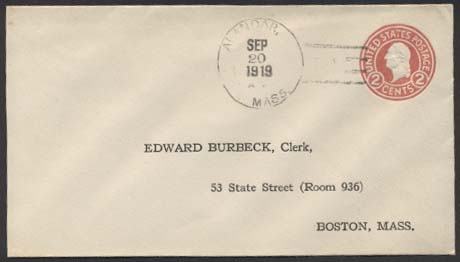 SEP
20
1919
MASS.
UNITED STATES POSTAGE
2 CENTS 2
EDWARD BURBECK, Clerk,
53 State Street (Room 936)
BOSTON, MASS.